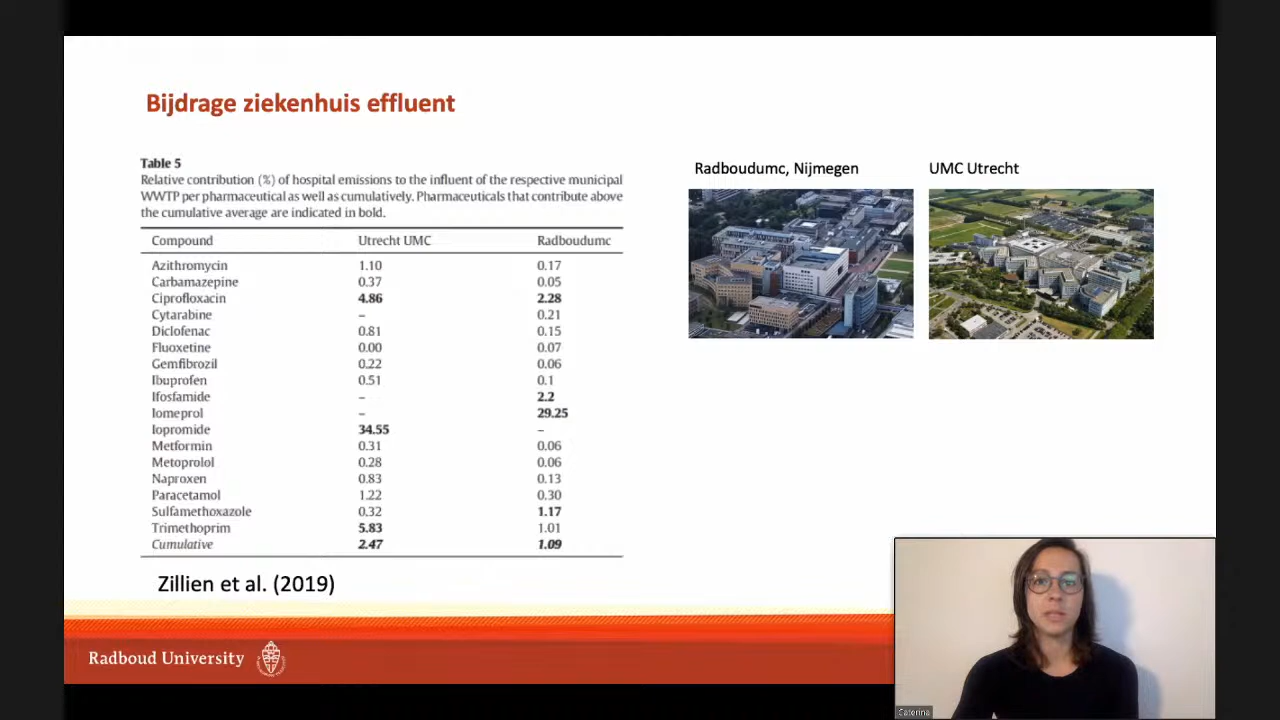 Bijdrage ziekenhuis effluent
Table 5
Relative contribution (%) of hospital emissions to the influent of the respective municipal
WWTP per pharmaceutical as well as cumulatively. Pharmaceuticals that contribute above
the cumulative average are indicated in bold.
Compound Utrecht UMC Radboudumc
Azithromycin 1.10 0.17
Carbamazepine 0.37 0.05
Ciprofloxacin 4.86 2.28
Cytarabine – 0.21
Diclofenac 0.81 0.15
Fluoxetine 0.00 0.07
Gemfibrozil 0.22 0.06
Ibuprofen 0.51 0.1
Ifosfamide – 2.2
Iomeprol – 29.25
Iopromide 34.55 –
Metformin 0.31 0.06
Metoprolol 0.28 0.06
Naproxen 0.83 0.13
Paracetamol 1.22 0.30
Sulfamethoxazole 0.32 1.17
Trimethoprim 5.83 1.01
Cumulative 2.47 1.09
Zillien et al. (2019)
Radboudumc, Nijmegen
UMC Utrecht
Radboud University
Caterina